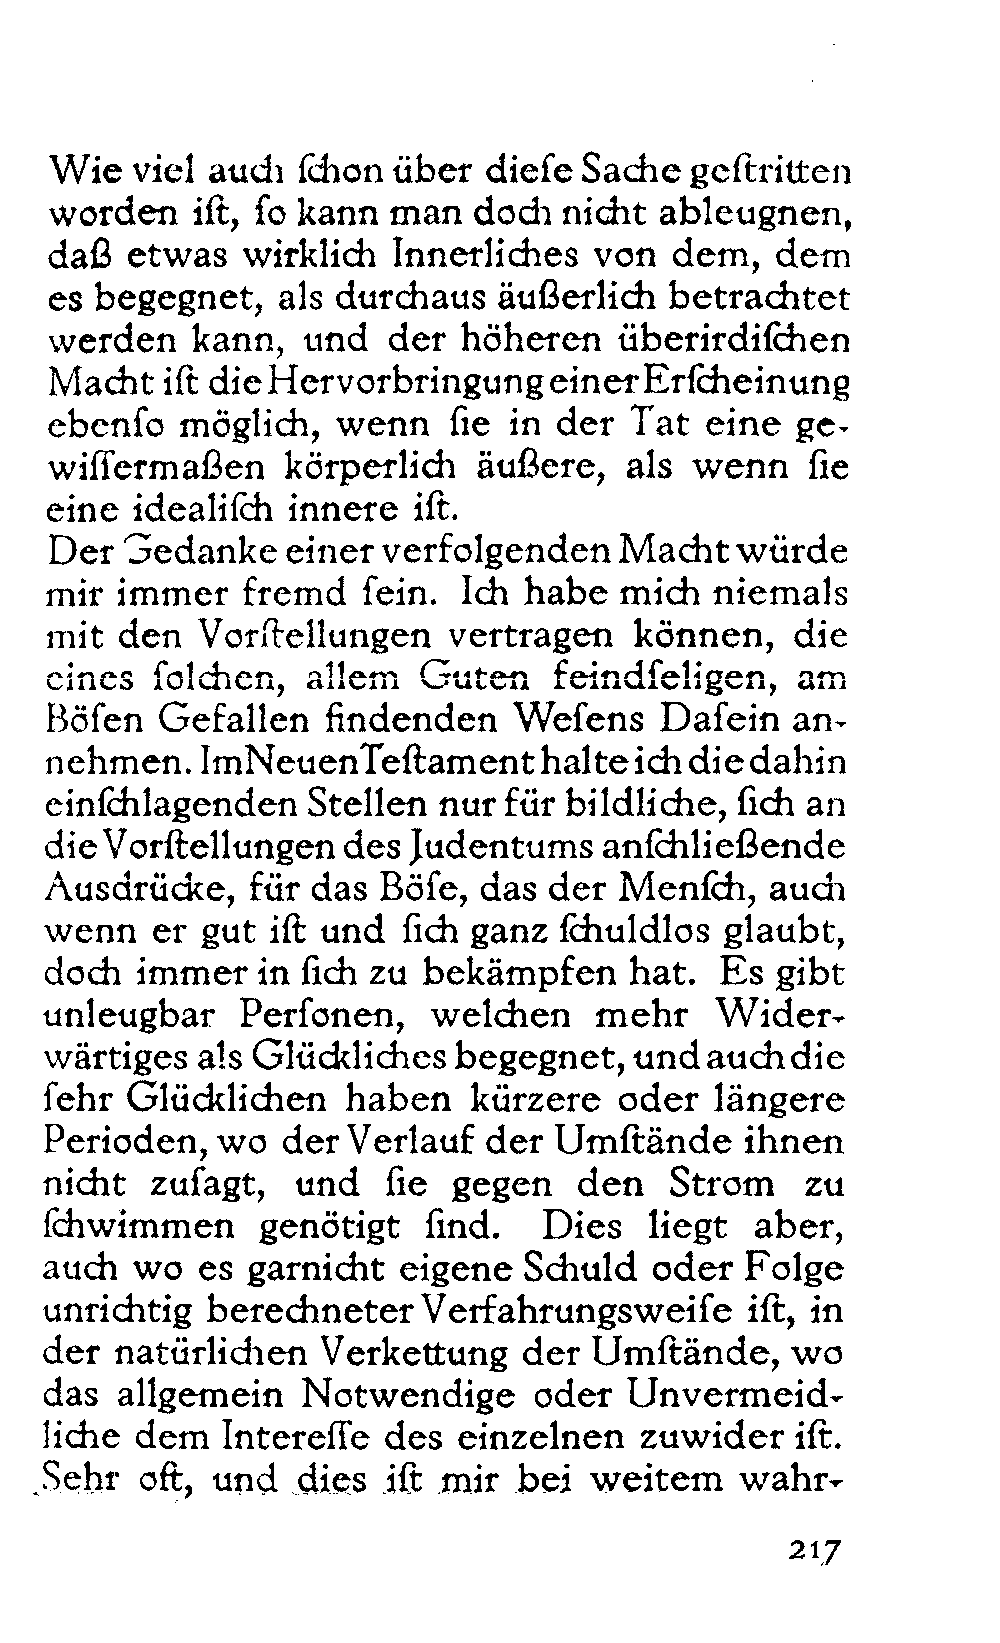 Wie viel auch ſchon über dieſe Sache geſtritten
worden iſt, ſo kann man doch nicht ableugnen,
daß etwas wirklich Innerliches von dem, dem
es begegnet, als durchaus äußerlich betrachtet
werden kann, und der höheren überirdiſchen
Macht iſt die Hervorbringung einer Erſcheinung
ebenſo möglich, wenn ſie in der Tat eine ge-
wiſſermaßen körperlich äußere, als wenn ſie
eine idealiſch innere iſt.
Der Gedanke einer verfolgenden Macht würde
mir immer fremd ſein. Ich habe mich niemals
mit den Vorſtellungen vertragen können, die
eines ſolchen, allem Guten feindſeligen, am
Böſen Gefallen findenden Weſens Daſein an-
nehmen. Im Neuen Teſtament halte ich die dahin
einſchlagenden Stellen nur für bildliche, ſich an
die Vorſtellungen des Judentums anſchließende
Ausdrücke, für das Böſe, das der Menſch, auch
wenn er gut iſt und ſich ganz ſchuldlos glaubt,
doch immer in ſich zu bekämpfen hat. Es gibt
unleugbar Perſonen, welchen mehr Wider-
wärtiges als Glückliches begegnet, und auch die
ſehr Glücklichen haben kürzere oder längere
Perioden, wo der Verlauf der Umſtände ihnen
nicht zuſagt, und ſie gegen den Strom zu
ſchwimmen genötigt ſind. Dies liegt aber,
auch wo es garnicht eigene Schuld oder Folge
unrichtig berechneter Verfahrungsweiſe iſt, in
der natürlichen Verkettung der Umſtände, wo
das allgemein Notwendige oder Unvermeid-
liche dem Intereſſe des einzelnen zuwider iſt.
Sehr oft, und dies iſt mir bei weitem wahr-
217